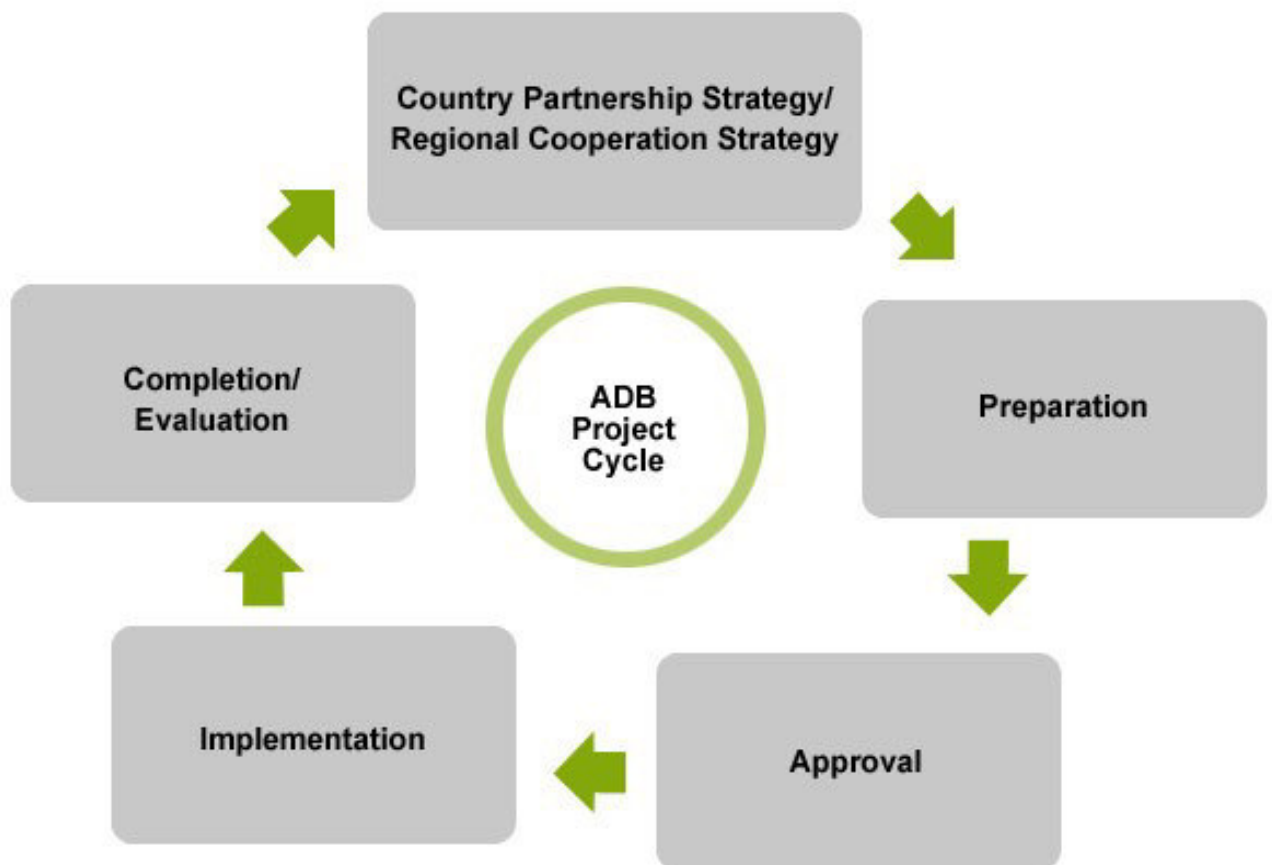 Country Partnership Strategy/
Regional Cooperation Strategy
Completion/
Evaluation
ADB
Project
Cycle
Preparation
Implementation
Approval